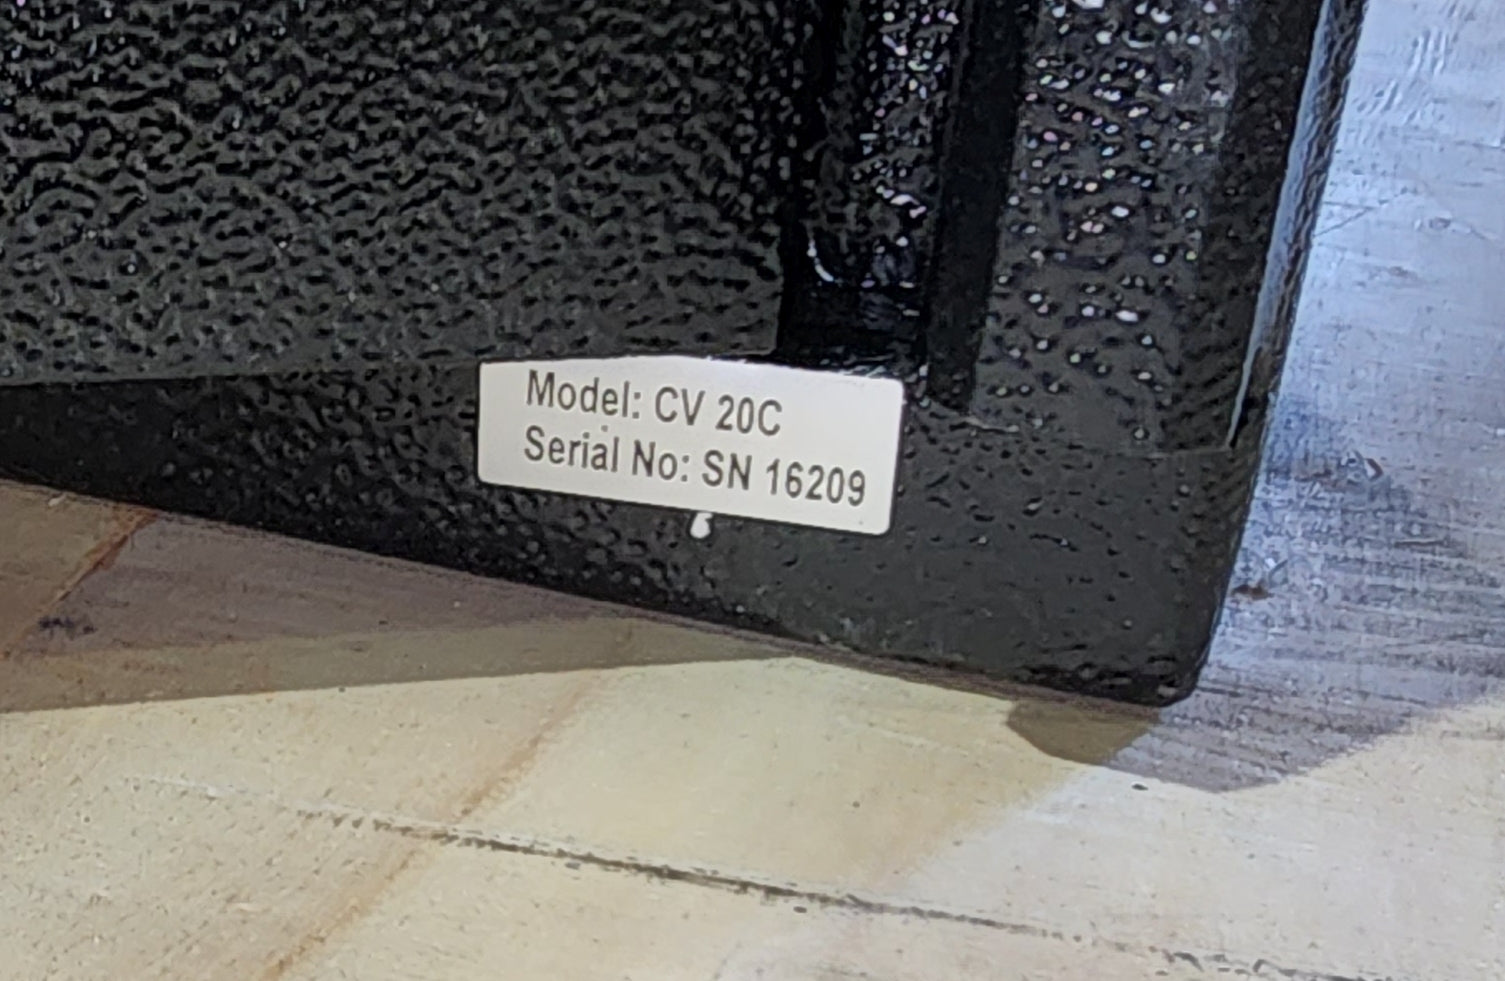 Model: CV 20C
Serial No: SN 16209